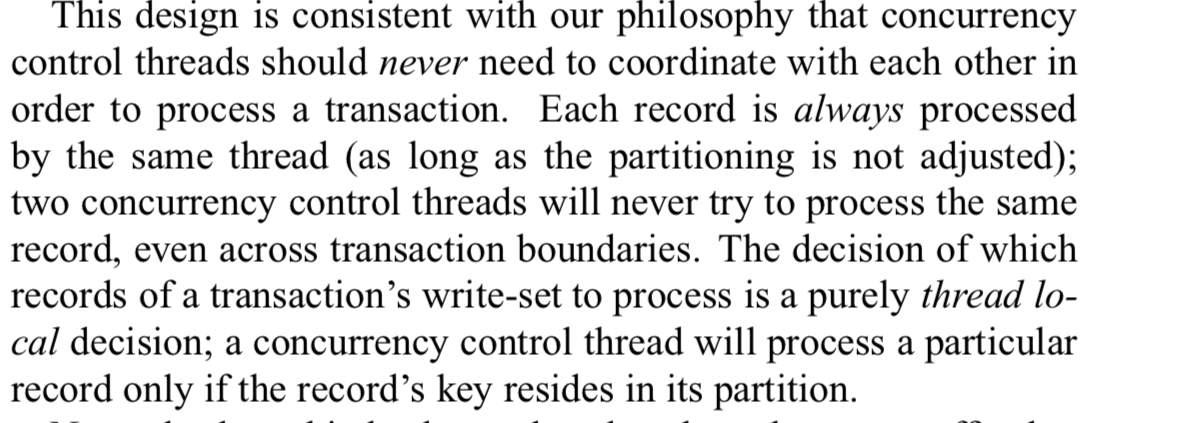 This design is consistent with our philosophy that concurrency
control threads should never need to coordinate with each other in
order to process a transaction. Each record is always processed
by the same thread (as long as the partitioning is not adjusted);
two concurrency control threads will never try to process the same
record, even across transaction boundaries. The decision of which
records of a transaction’s write-set to process is a purely thread lo-
cal decision; a concurrency control thread will process a particular
record only if the record’s key resides in its partition.